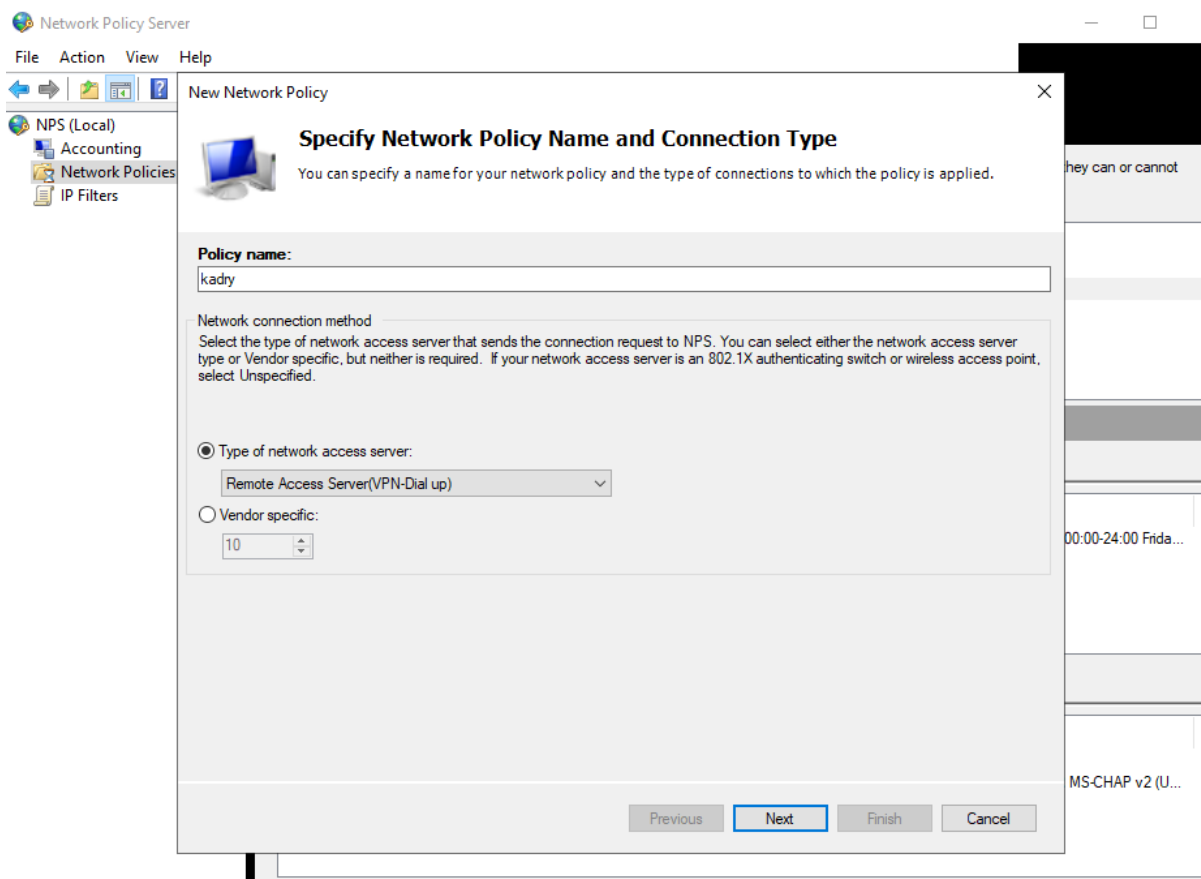 Network Policy Server
File Action View Help
NPS (Local)
Accounting
Network Policies
IP Filters
New Network Policy
Specify Network Policy Name and Connection Type
You can specify a name for your network policy and the type of connections to which the policy is applied.
Policy name:
kadry
Network connection method
Select the type of network access server that sends the connection request to NPS. You can select either the network access server
type or Vendor specific, but neither is required. If your network access server is an 802.1X authenticating switch or wireless access point,
select Unspecified.
Type of network access server:
Remote Access Server(VPN-Dial up)
Vendor specific:
10
Previous Next Finish Cancel
they can or cannot
00:00-24:00 Frida...
MS-CHAP v2 (U...